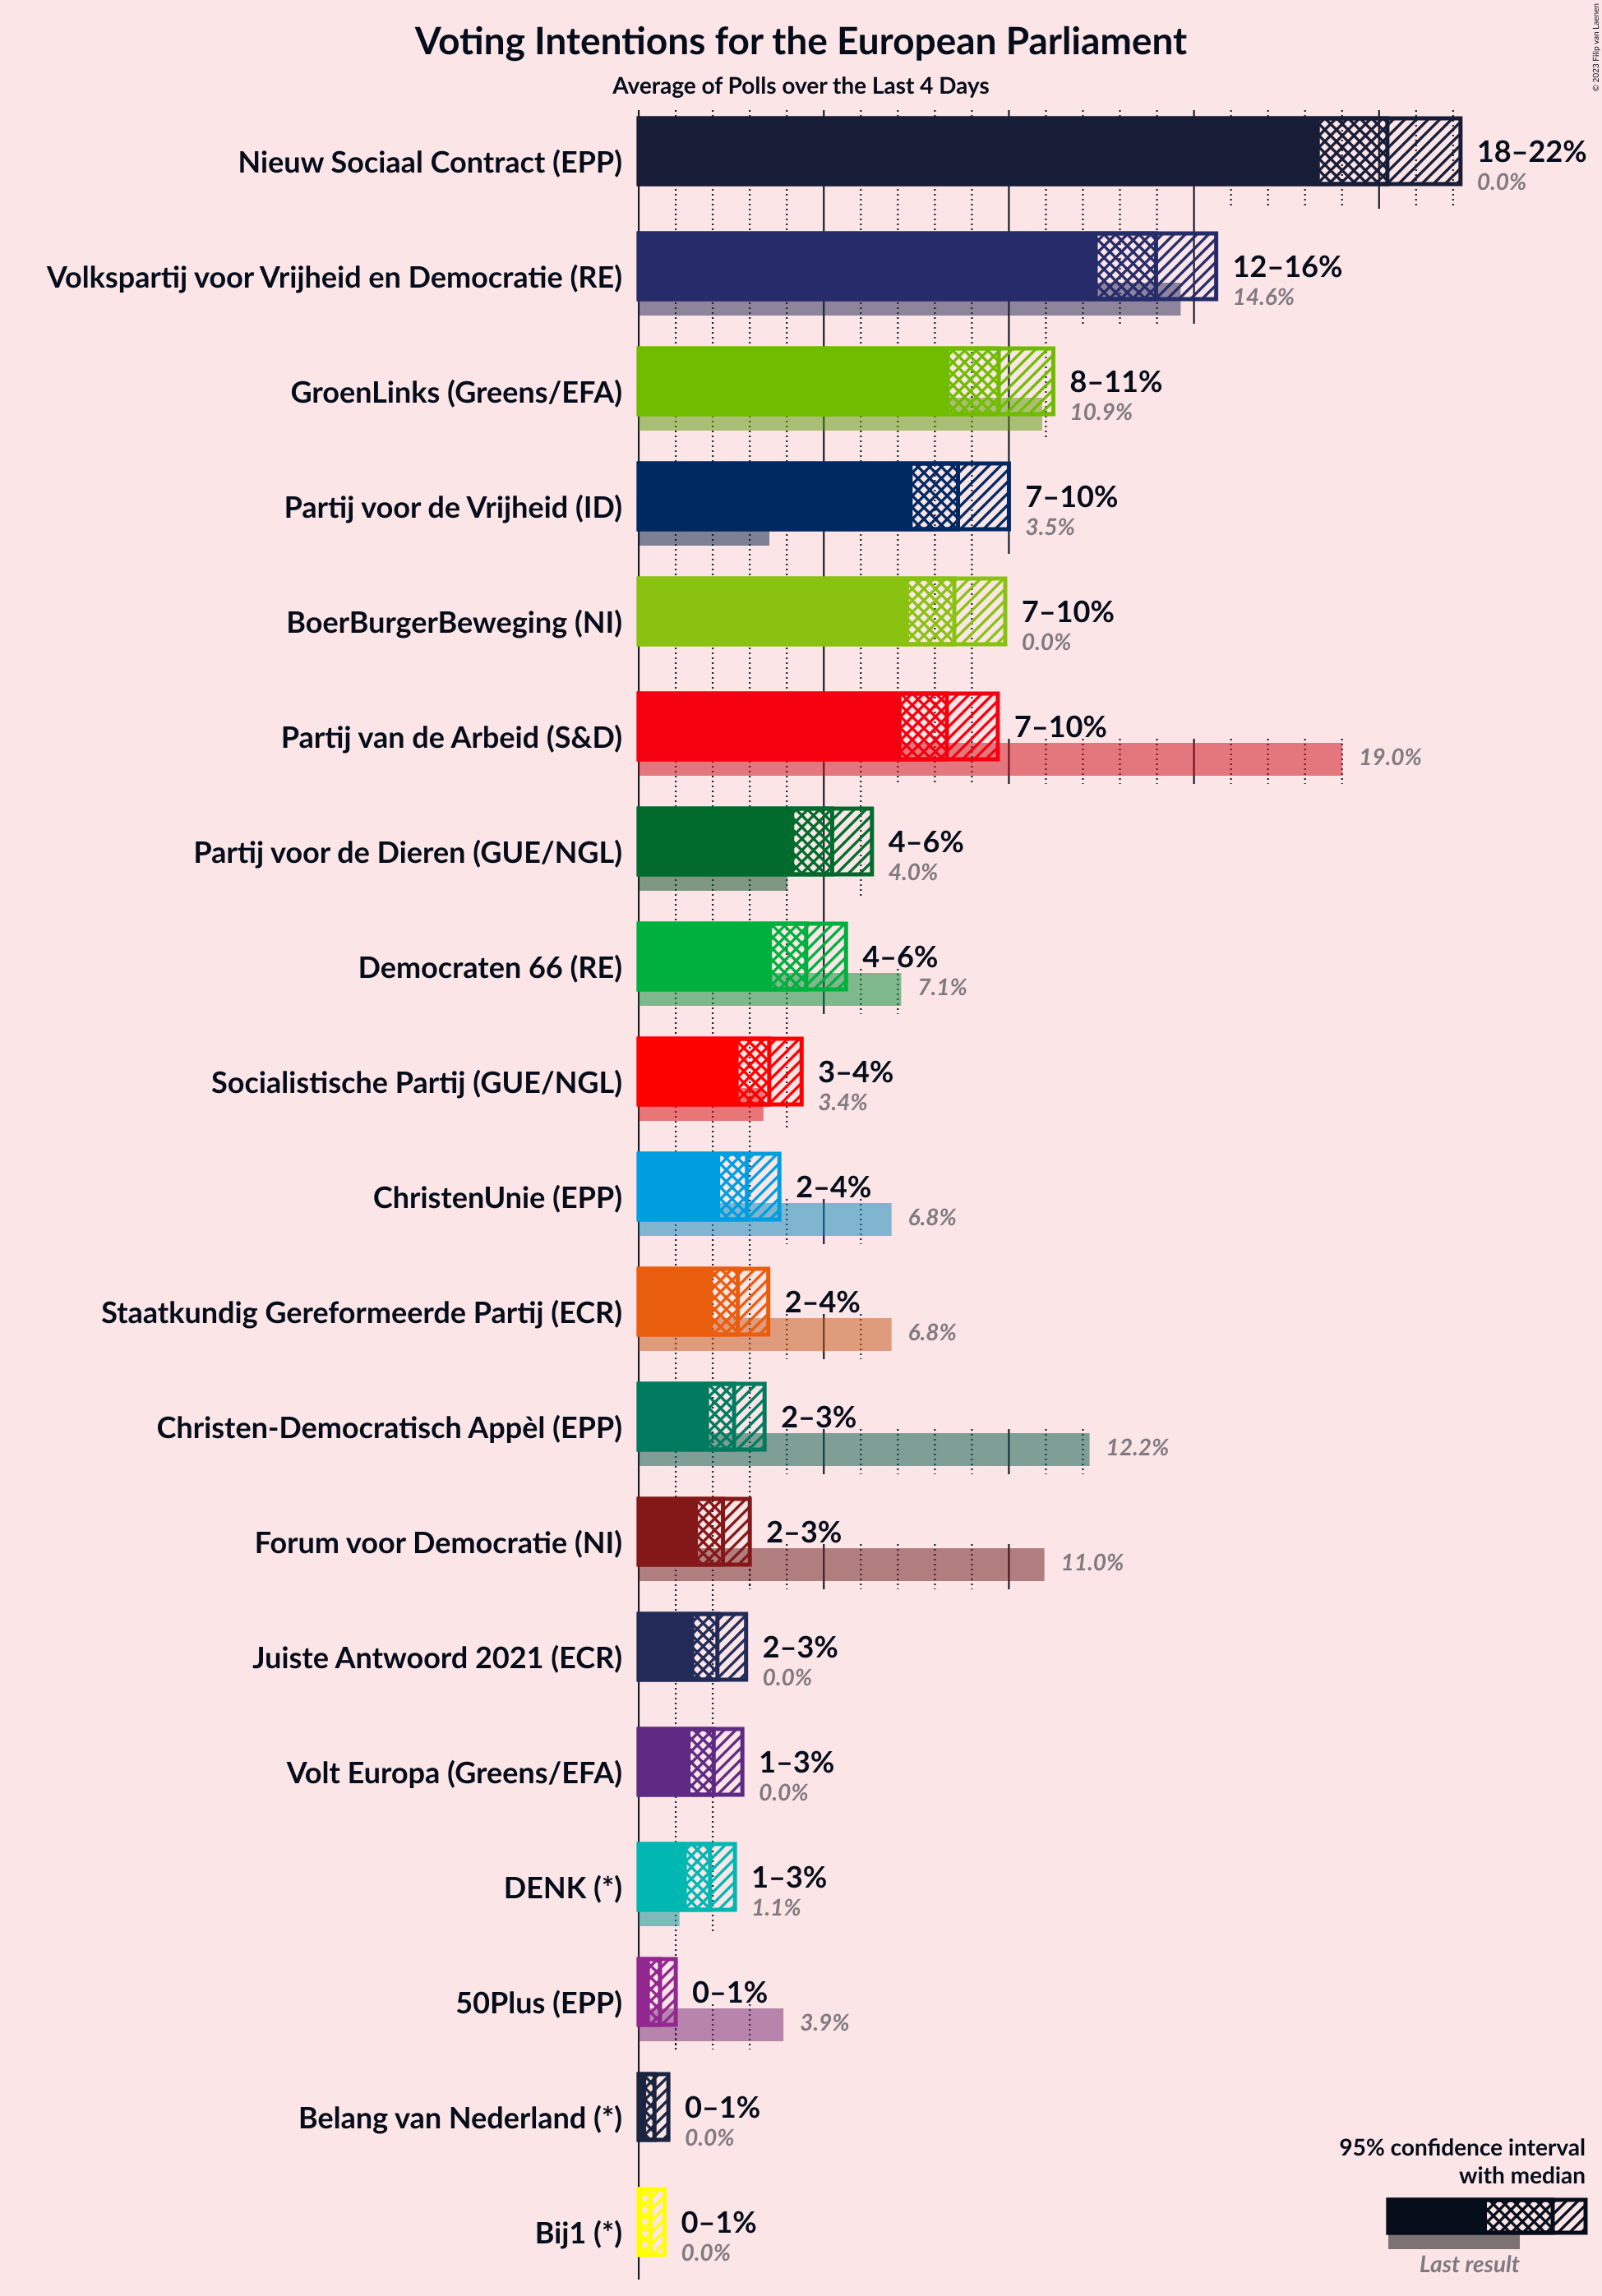 Voting Intentions for the European Parliament
Average of Polls over the Last 4 Days
© 2023 Filip van Laenen
Nieuw Sociaal Contract (EPP)
18–22%
0.0%
Volkspartij voor Vrijheid en Democratie (RE)
12–16%
14.6%
GroenLinks (Greens/EFA)
8–11%
10.9%
Partij voor de Vrijheid (ID)
7–10%
3.5%
BoerBurgerBeweging (NI)
7–10%
0.0%
Partij van de Arbeid (S&D)
7–10%
19.0%
Partij voor de Dieren (GUE/NGL)
4–6%
4.0%
Democraten 66 (RE)
4–6%
7.1%
Socialistische Partij (GUE/NGL)
3–4%
3.4%
ChristenUnie (EPP)
2–4%
6.8%
Staatkundig Gereformeerde Partij (ECR)
2–4%
6.8%
Christen-Democratisch Appèl (EPP)
2–3%
12.2%
Forum voor Democratie (NI)
2–3%
11.0%
Juiste Antwoord 2021 (ECR)
2–3%
0.0%
Volt Europa (Greens/EFA)
1–3%
0.0%
DENK (*)
1–3%
1.1%
50Plus (EPP)
0–1%
3.9%
Belang van Nederland (*)
0–1%
0.0%
Bij1 (*)
0–1%
0.0%
95% confidence interval
with median
Last result